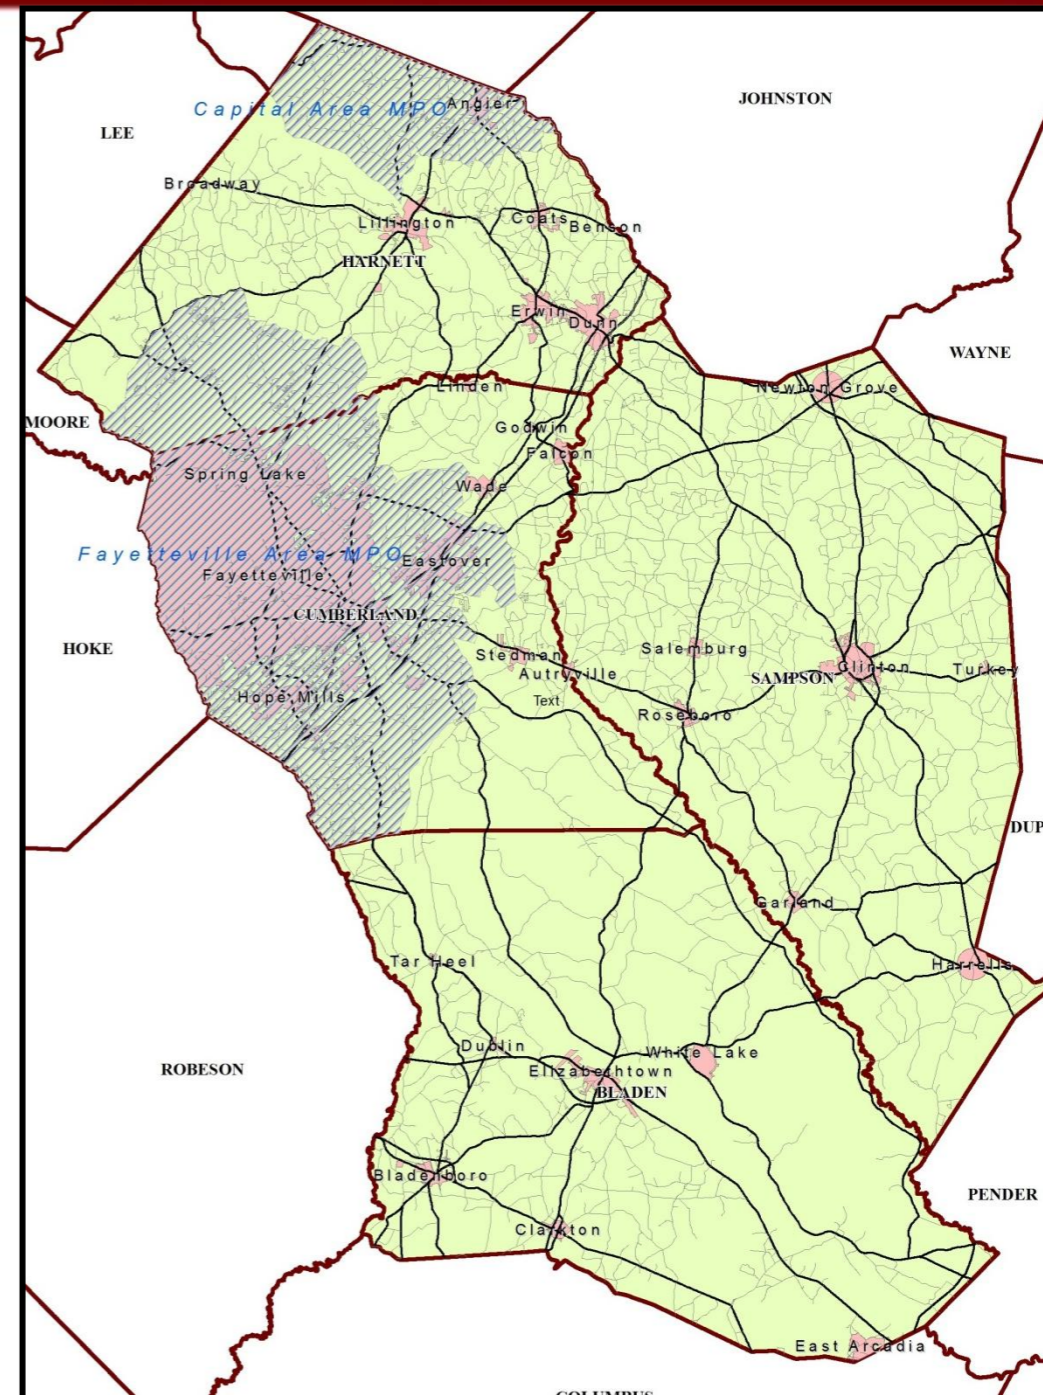 JOHNSTON
Capital Area MPO
Angier
LEE
Broadway
Lillington
Coats
Benson
HARNETT
Erwin
Dunn
WAYNE
Linden
Newton Grove
MOORE
Godwin
Falcon
Spring Lake
Wade
Fayetteville Area MPO
Eastover
Fayetteville
CUMBERLAND
HOKE
Stedman
Salemburg
Autryville
SAMPSON
Clinton
Turkey
Hope Mills
Text
Roseboro
DUP
Garland
Tar Heel
Harrells
Dublin
White Lake
ROBESON
Elizabethtown
BLADEN
Bladenboro
PENDER
Clarkton
East Arcadia